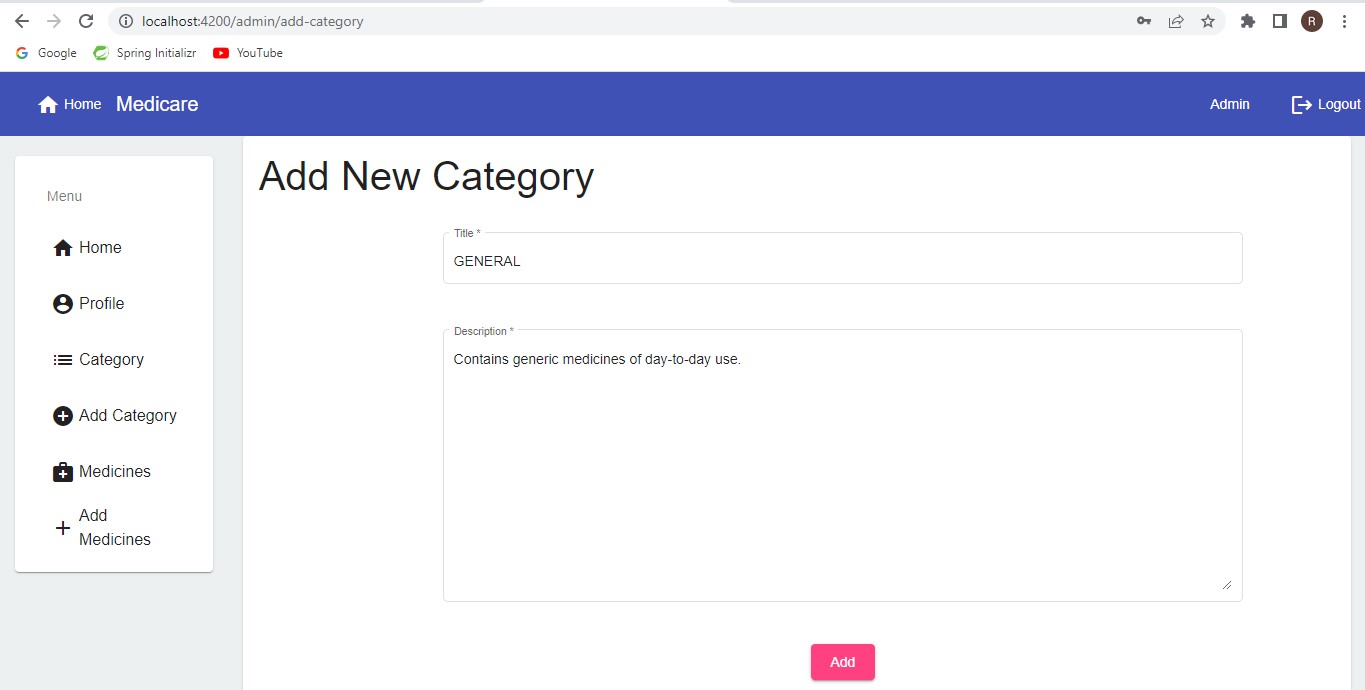 localhost:4200/admin/add-category
R
Google Spring Initializr YouTube
Home Medicare Admin Logout
Menu
Home
Profile
Category
Add Category
Medicines
Add
Medicines
Add New Category
Title *
GENERAL
Description *
Contains generic medicines of day-to-day use.
Add